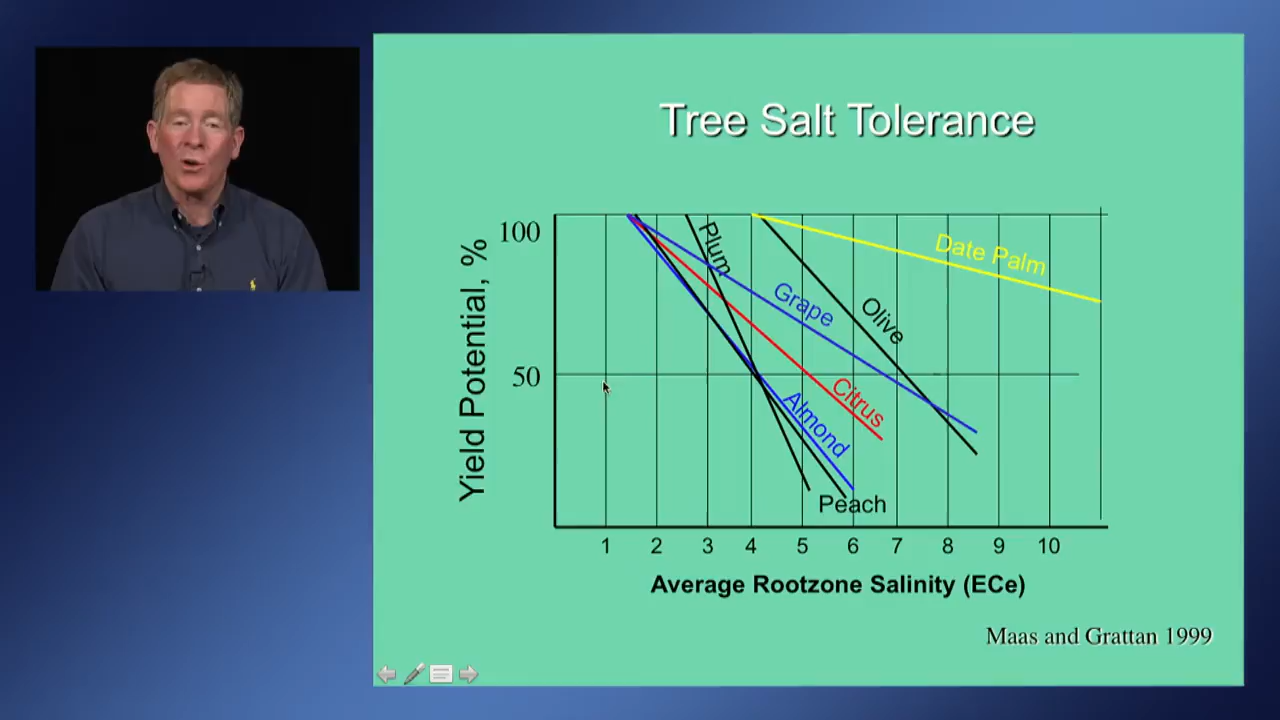 Tree Salt Tolerance
Yield Potential, %
100
50
Plum
Grape
Olive
Date Palm
Citrus
Almond
Peach
1 2 3 4 5 6 7 8 9 10
Average Rootzone Salinity (ECe)
Maas and Grattan 1999